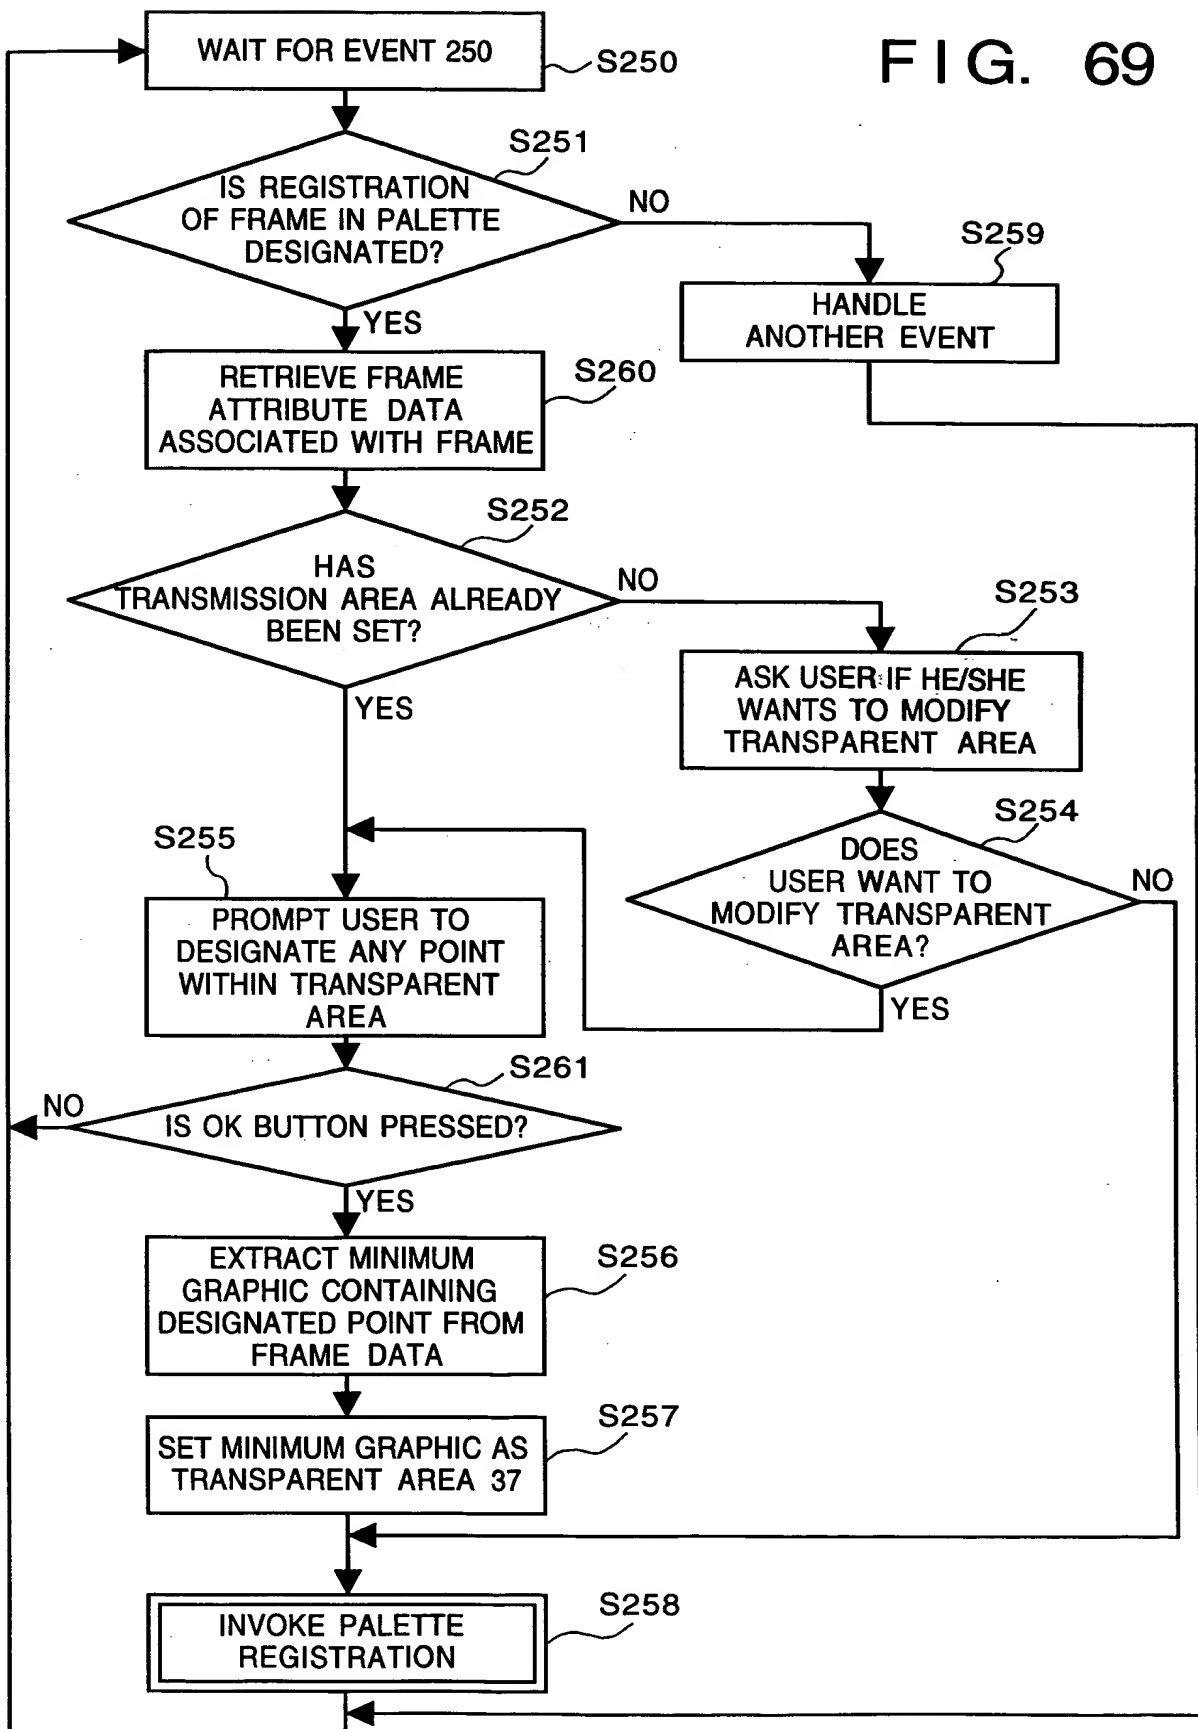 FIG. 69
WAIT FOR EVENT 250
S250
S251
IS REGISTRATION
OF FRAME IN PALETTE
DESIGNATED?
NO
YES
S259
HANDLE
ANOTHER EVENT
S260
RETRIEVE FRAME
ATTRIBUTE DATA
ASSOCIATED WITH FRAME
S252
HAS
TRANSMISSION AREA ALREADY
BEEN SET?
NO
YES
S253
ASK USER IF HE/SHE
WANTS TO MODIFY
TRANSPARENT AREA
S254
DOES
USER WANT TO
MODIFY TRANSPARENT
AREA?
NO
YES
S255
PROMPT USER TO
DESIGNATE ANY POINT
WITHIN TRANSPARENT
AREA
S261
IS OK BUTTON PRESSED?
NO
YES
S256
EXTRACT MINIMUM
GRAPHIC CONTAINING
DESIGNATED POINT FROM
FRAME DATA
S257
SET MINIMUM GRAPHIC AS
TRANSPARENT AREA 37
S258
INVOKE PALETTE
REGISTRATION